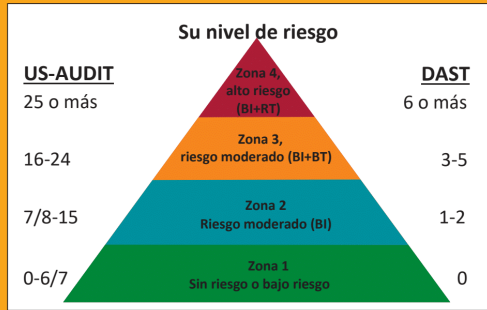 Su nivel de riesgo
US-AUDIT
DAST
25 o más
Zona 4,
alto riesgo
(BI+RT)
6 o más
16-24
Zona 3,
riesgo moderado (BI+BT)
3-5
7/8-15
Zona 2
Riesgo moderado (BI)
1-2
0-6/7
Zona 1
Sin riesgo o bajo riesgo
0